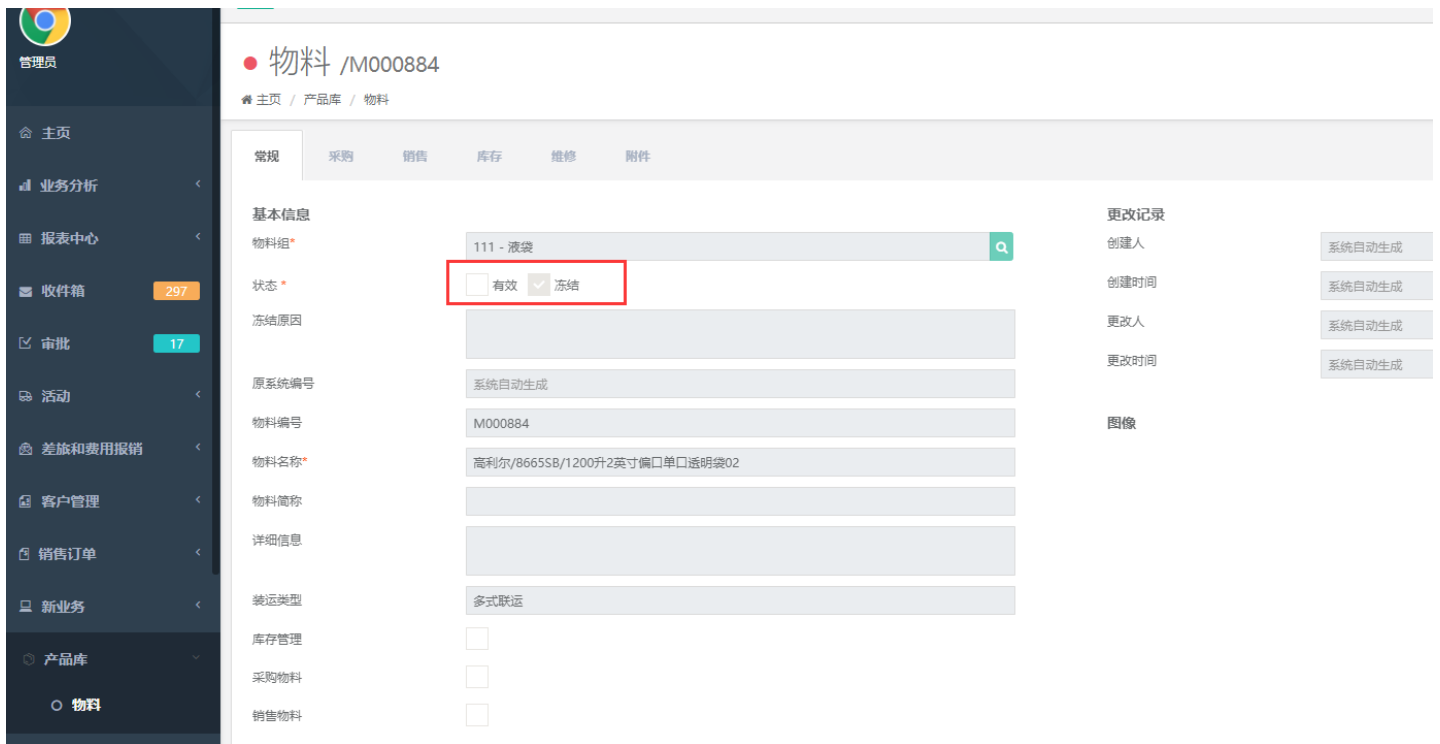 管理员
主页
业务分析
报表中心
收件箱 297
审批 17
活动
差旅和费用报销
客户管理
销售订单
新业务
产品库
物料
物料 /M000884
主页 / 产品库 / 物料
常规 采购 销售 库存 维修 附件
基本信息
物料组* 111 - 液袋
状态 * 有效 冻结
冻结原因
原系统编号 系统自动生成
物料编号 M000884
物料名称* 高利尔/8665SB/1200升2英寸偏口单口透明袋02
物料简称
详细信息
装运类型 多式联运
库存管理
采购物料
销售物料
更改记录
创建人 系统自动生成
创建时间 系统自动生成
更改人 系统自动生成
更改时间 系统自动生成
图像